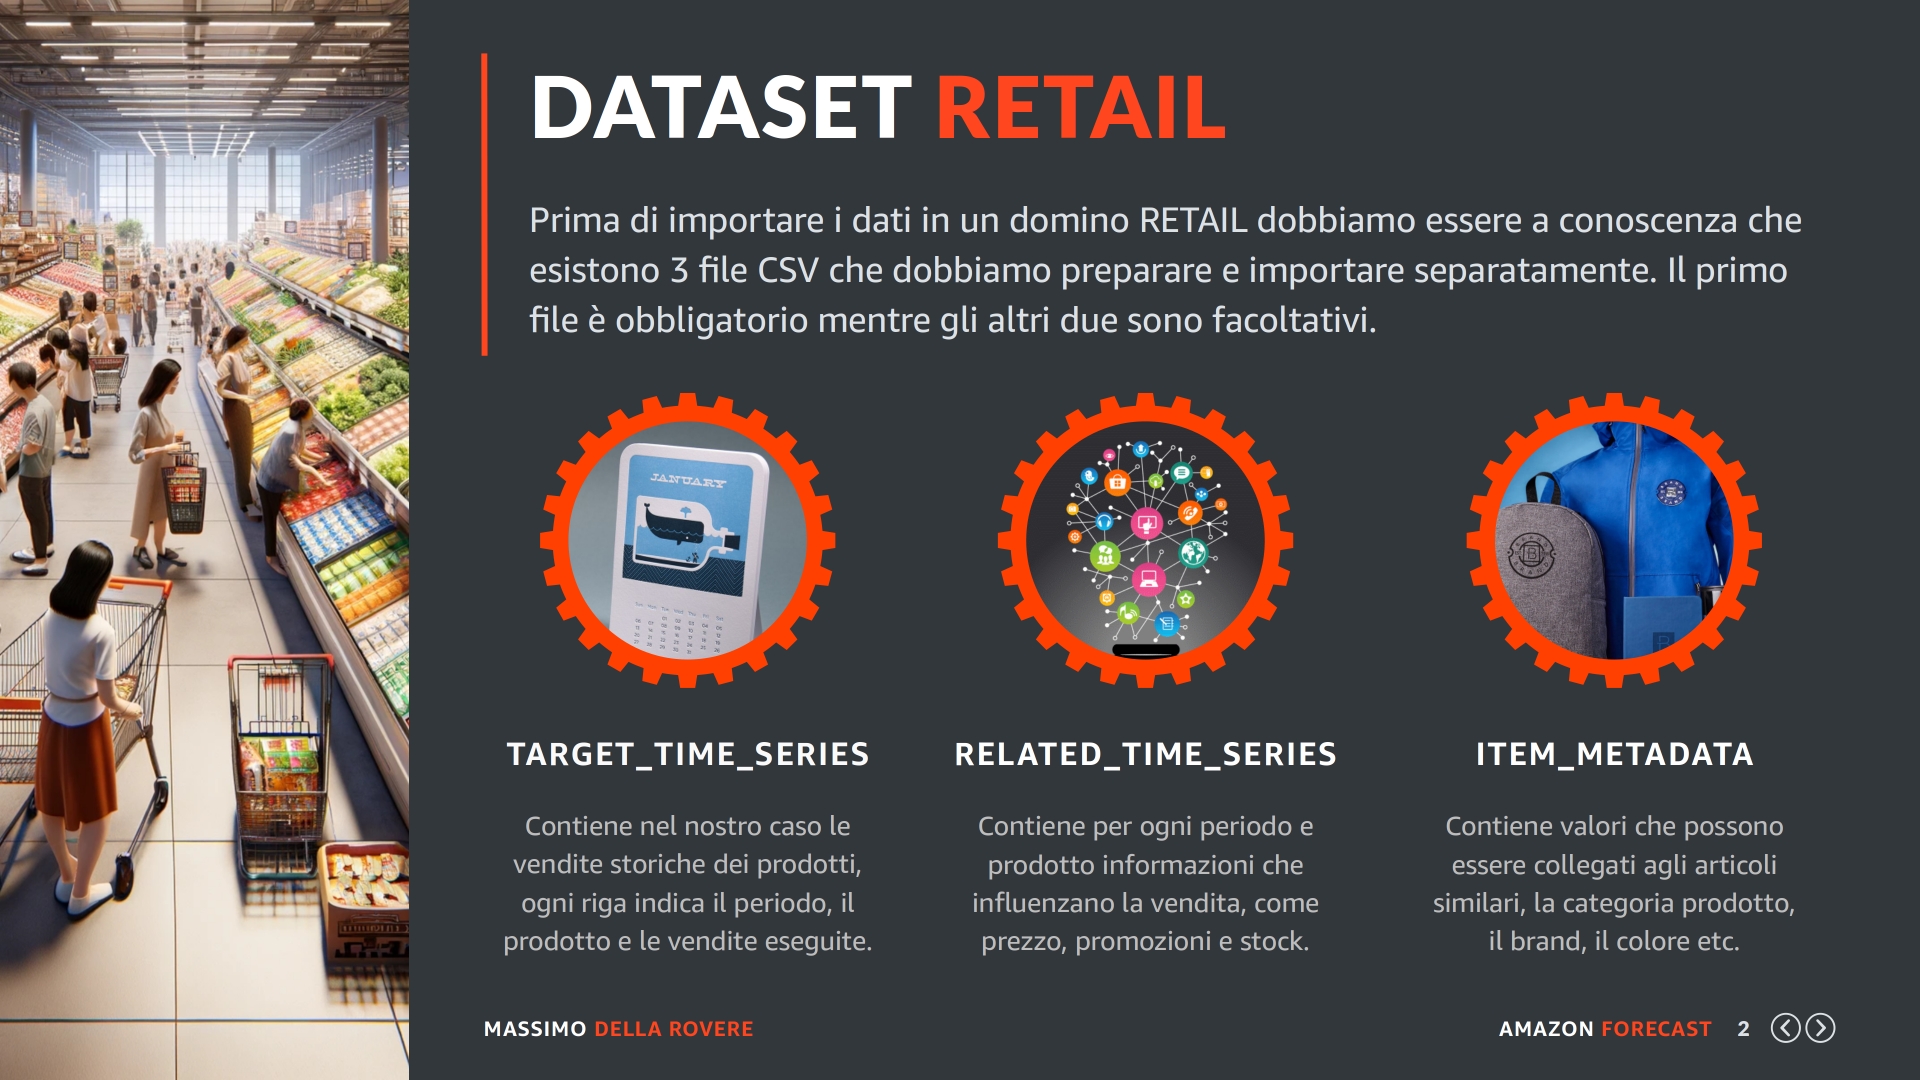 DATASET RETAIL
Prima di importare i dati in un domino RETAIL dobbiamo essere a conoscenza che
esistono 3 file CSV che dobbiamo preparare e importare separatamente. Il primo
file è obbligatorio mentre gli altri due sono facoltativi.
JANUARY
TARGET_TIME_SERIES
Contiene nel nostro caso le
vendite storiche dei prodotti,
ogni riga indica il periodo, il
prodotto e le vendite eseguite.
RELATED_TIME_SERIES
Contiene per ogni periodo e
prodotto informazioni che
influenzano la vendita, come
prezzo, promozioni e stock.
ITEM_METADATA
Contiene valori che possono
essere collegati agli articoli
similari, la categoria prodotto,
il brand, il colore etc.
MASSIMO DELLA ROVERE
AMAZON FORECAST 2